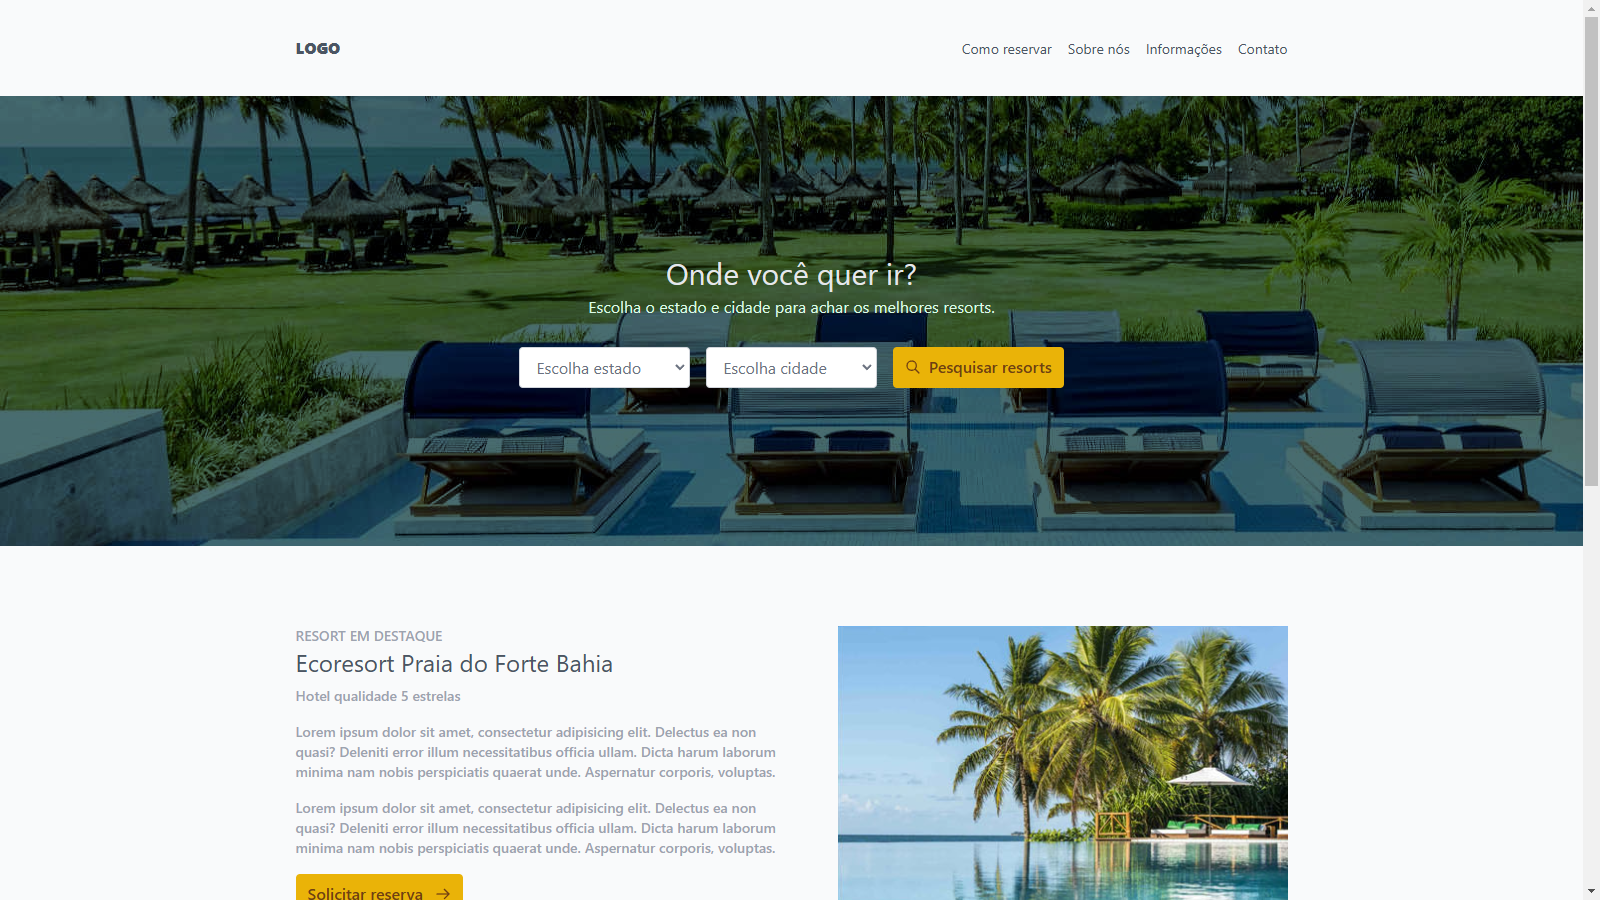 LOGO
Como reservar
Sobre nós
Informações
Contato
Onde você quer ir?
Escolha o estado e cidade para achar os melhores resorts.
Escolha estado
Escolha cidade
Pesquisar resorts
RESORT EM DESTAQUE
Ecoresort Praia do Forte Bahia
Hotel qualidade 5 estrelas
Lorem ipsum dolor sit amet, consectetur adipisicing elit. Delectus ea non
quasi? Deleniti error illum necessitatibus officia ullam. Dicta harum laborum
minima nam nobis perspiciatis quaerat unde. Aspernatur corporis, voluptas.
Lorem ipsum dolor sit amet, consectetur adipisicing elit. Delectus ea non
quasi? Deleniti error illum necessitatibus officia ullam. Dicta harum laborum
minima nam nobis perspiciatis quaerat unde. Aspernatur corporis, voluptas.
Solicitar reserva